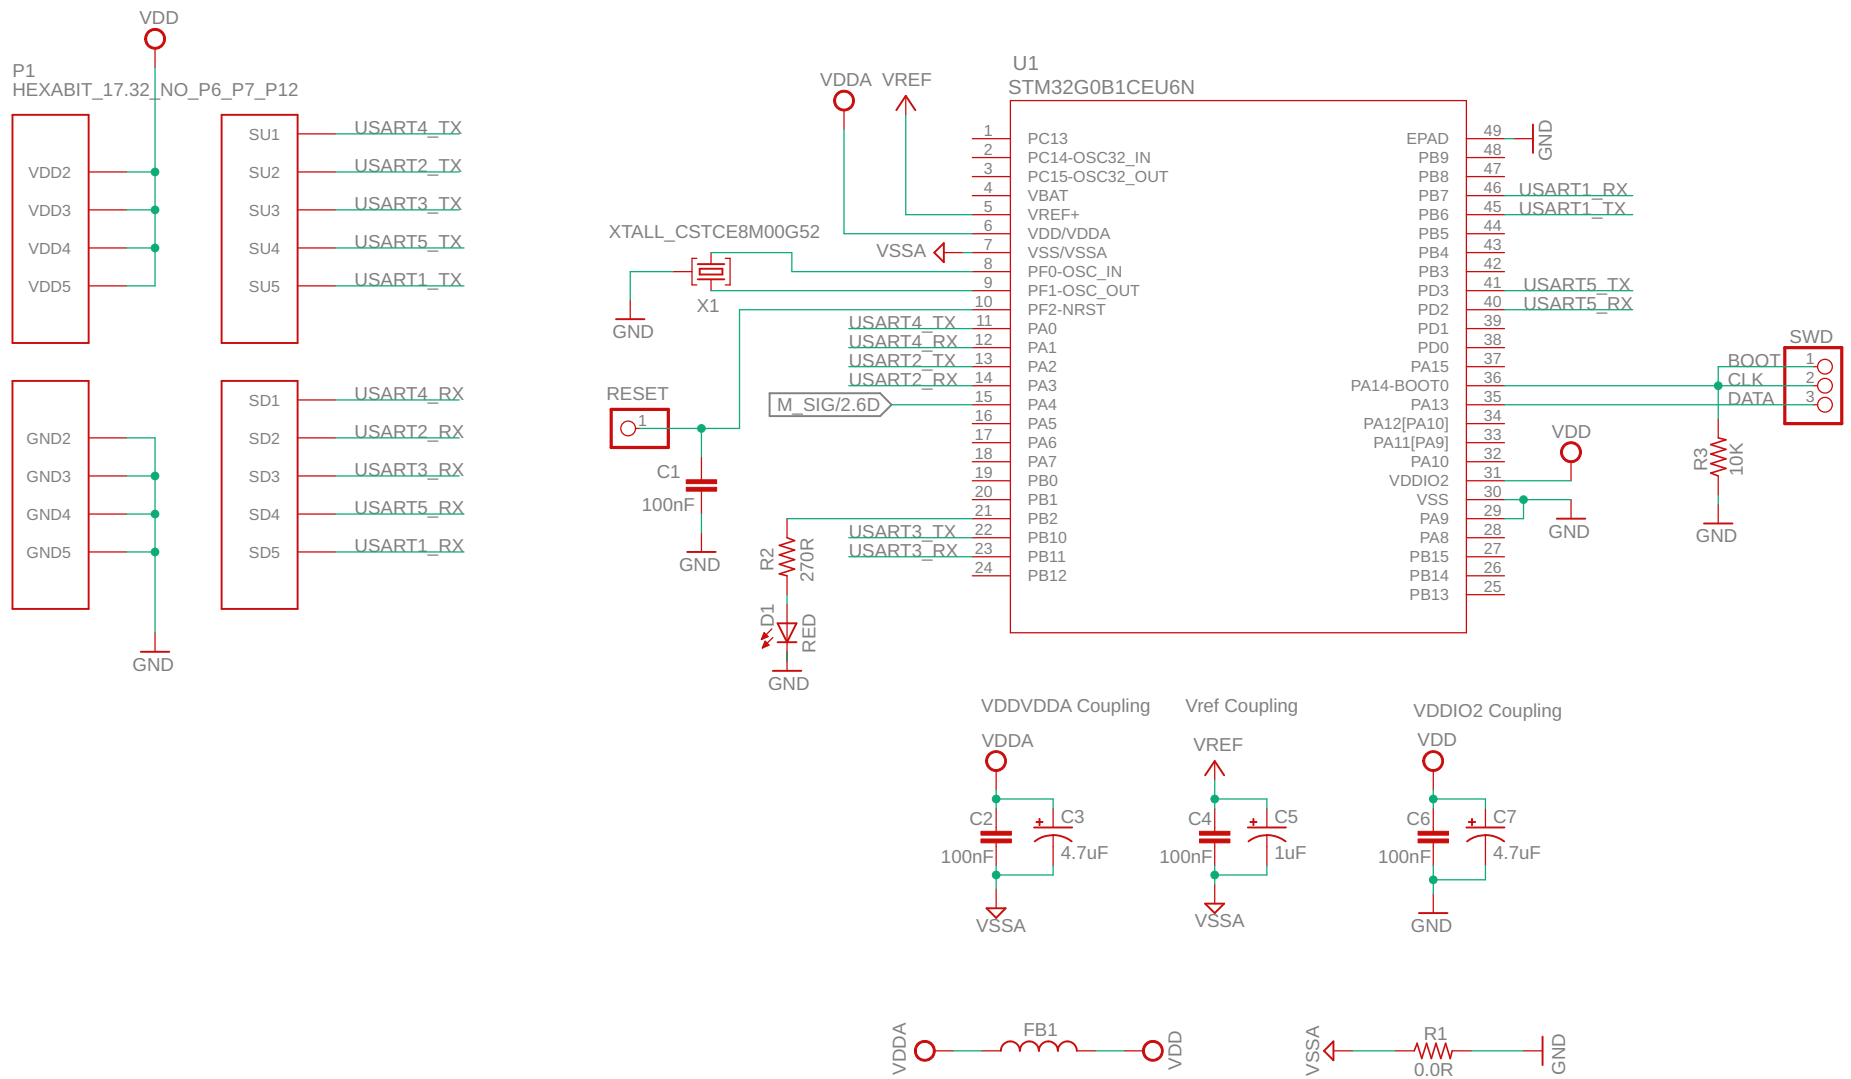 VDD
P1
HEXABIT_17.32_NO_P6_P7_P12
VDD2
VDD3
VDD4
VDD5
SU1 USART4_TX
SU2 USART2_TX
SU3 USART3_TX
SU4 USART5_TX
SU5 USART1_TX
GND2
GND3
GND4
GND5
SD1 USART4_RX
SD2 USART2_RX
SD3 USART3_RX
SD4 USART5_RX
SD5 USART1_RX
GND
VDDA VREF
U1
STM32G0B1CEU6N
1 PC13
2 PC14-OSC32_IN
3 PC15-OSC32_OUT
4 VBAT
5 VREF+
6 VDD/VDDA
VSSA 7 VSS/VSSA
8 PF0-OSC_IN
9 PF1-OSC_OUT
10 PF2-NRST
USART4_TX 11 PA0
USART4_RX 12 PA1
USART2_TX 13 PA2
USART2_RX 14 PA3
M_SIG/2.6D 15 PA4
16 PA5
17 PA6
18 PA7
19 PB0
20 PB1
21 PB2
USART3_TX 22 PB10
USART3_RX 23 PB11
24 PB12
XTALL_CSTCE8M00G52
X1
GND
RESET
1
C1
100nF
GND
R2
270R
D1
RED
GND
EPAD 49 GND
PB9 48
PB8 47
PB7 46 USART1_RX
PB6 45 USART1_TX
PB5 44
PB4 43
PB3 42
PD3 41 USART5_TX
PD2 40 USART5_RX
PD1 39
PD0 38
PA15 37
PA14-BOOT0 36
PA13 35
PA12[PA10] 34
PA11[PA9] 33
PA10 32
VDDIO2 31
VSS 30
PA9 29
PA8 28
PB15 27
PB14 26
PB13 25
VDD
GND
SWD
BOOT 1
CLK 2
DATA 3
R3
10K
GND
VDDVDDA Coupling
VDDA
C2
100nF
C3
4.7uF
VSSA
Vref Coupling
VREF
C4
100nF
C5
1uF
VSSA
VDDIO2 Coupling
VDD
C6
100nF
C7
4.7uF
GND
VDDA
FB1
VDD
VSSA
R1
0.0R
GND